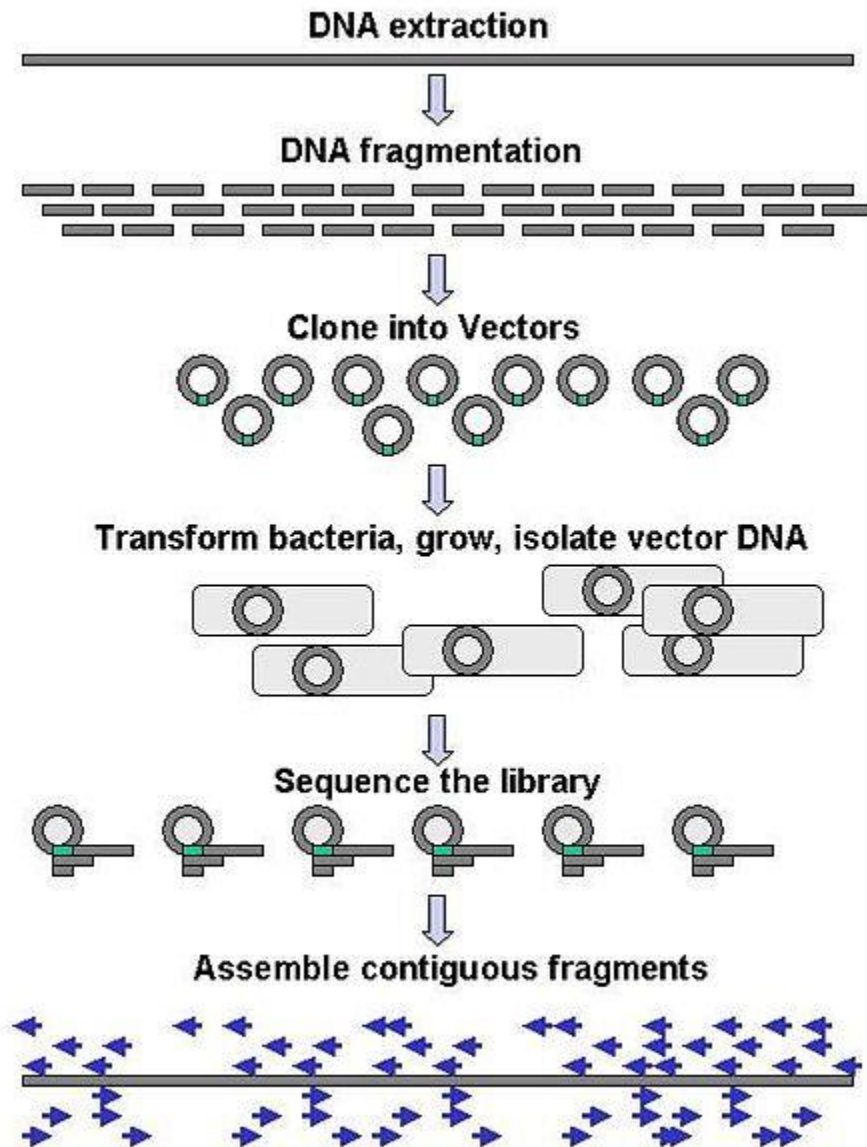 DNA extraction
DNA fragmentation
Clone into Vectors
Transform bacteria, grow, isolate vector DNA
Sequence the library
Assemble contiguous fragments